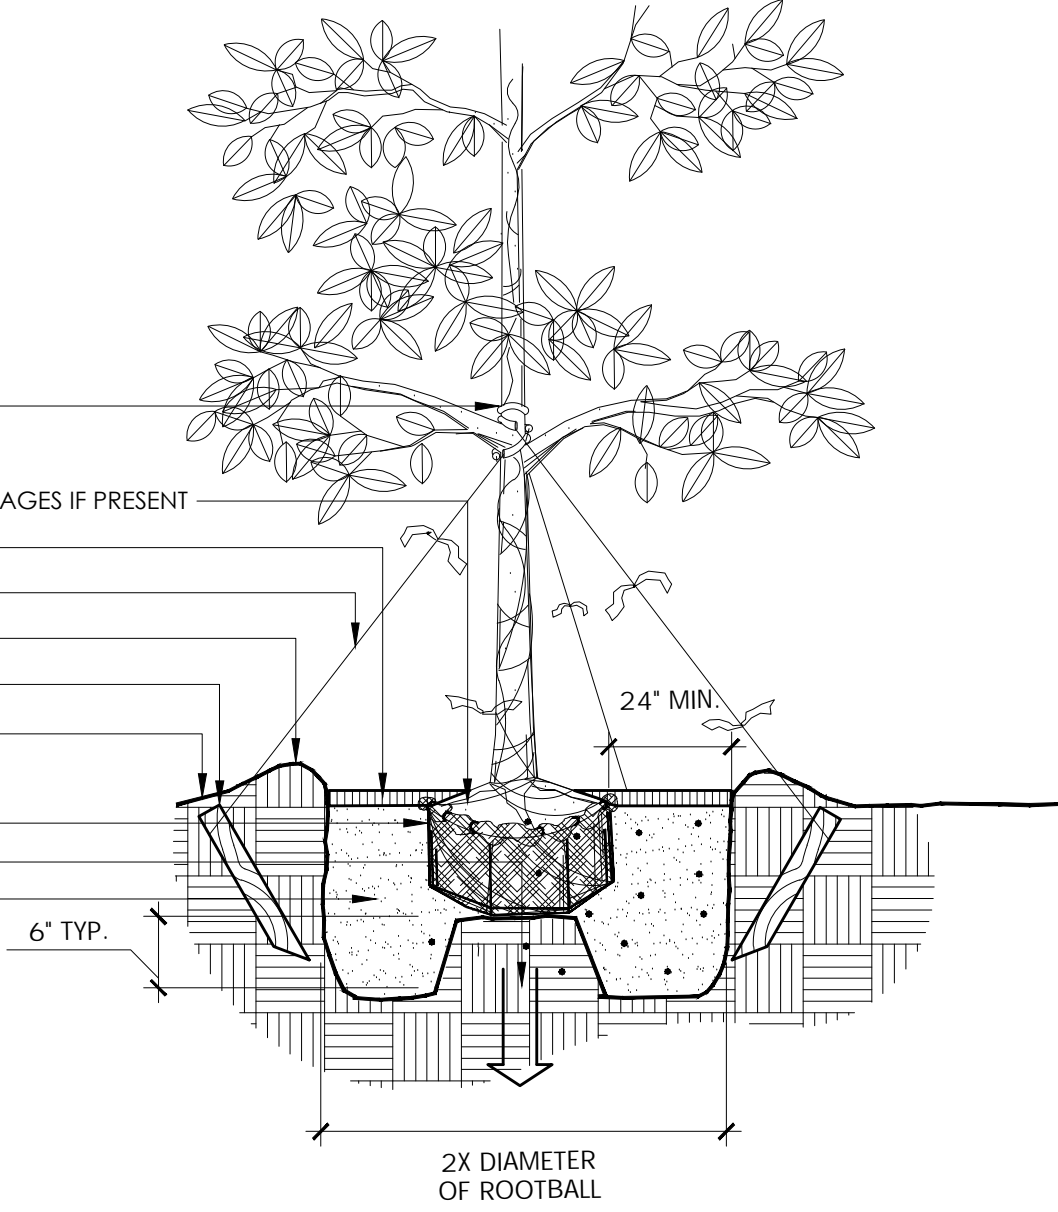 AGES IF PRESENT
24" MIN.
6" TYP.
2X DIAMETER
OF ROOTBALL